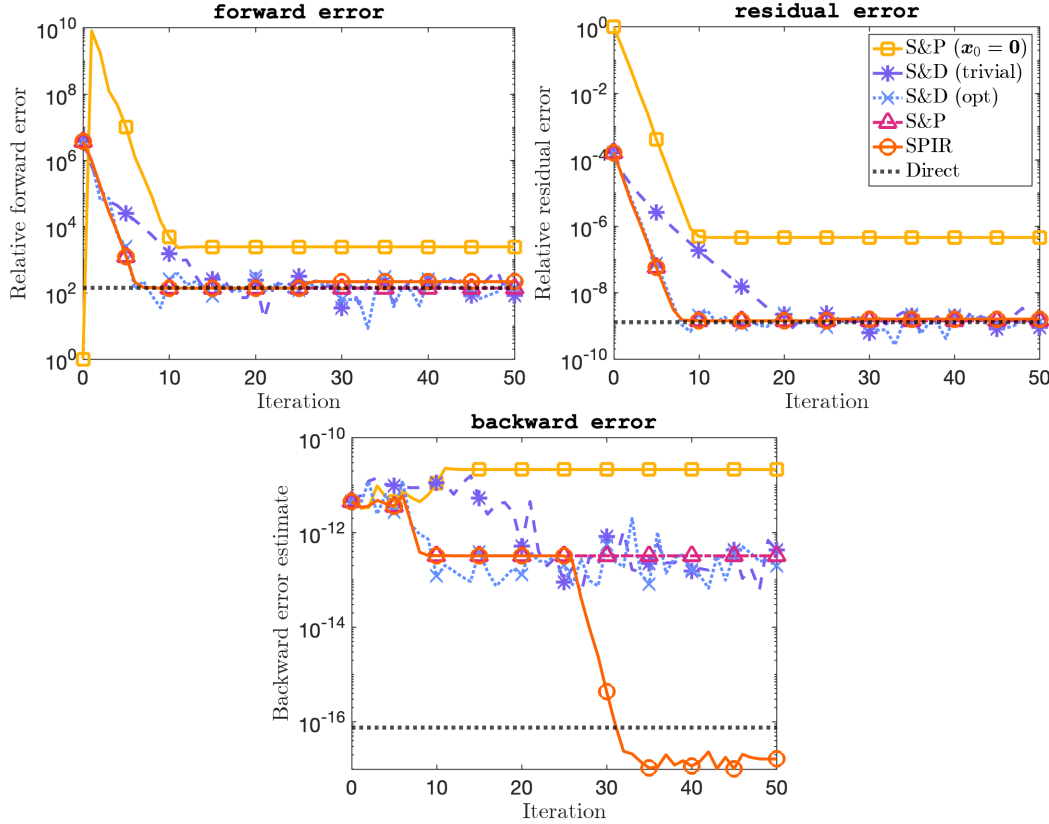 forward error
Relative forward error
10^10
10^8
10^6
10^4
10^2
10^0
0 10 20 30 40 50
Iteration
residual error
Relative residual error
10^0
10^-2
10^-4
10^-6
10^-8
10^-10
0 10 20 30 40 50
Iteration
S&P (x_0 = 0)
S&D (trivial)
S&D (opt)
S&P
SPIR
Direct
backward error
Backward error estimate
10^-10
10^-12
10^-14
10^-16
0 10 20 30 40 50
Iteration